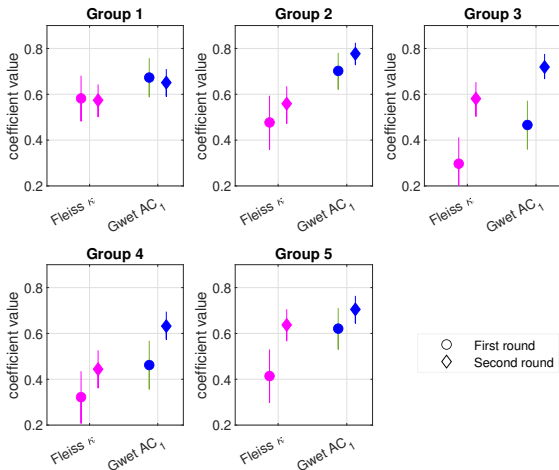 Group 1
coefficient value
0.8
0.6
0.4
0.2
Fleiss κ
Gwet AC1
Group 2
coefficient value
0.8
0.6
0.4
0.2
Fleiss κ
Gwet AC1
Group 3
coefficient value
0.8
0.6
0.4
0.2
Fleiss κ
Gwet AC1
Group 4
coefficient value
0.8
0.6
0.4
0.2
Fleiss κ
Gwet AC1
Group 5
coefficient value
0.8
0.6
0.4
0.2
Fleiss κ
Gwet AC1
First round
Second round